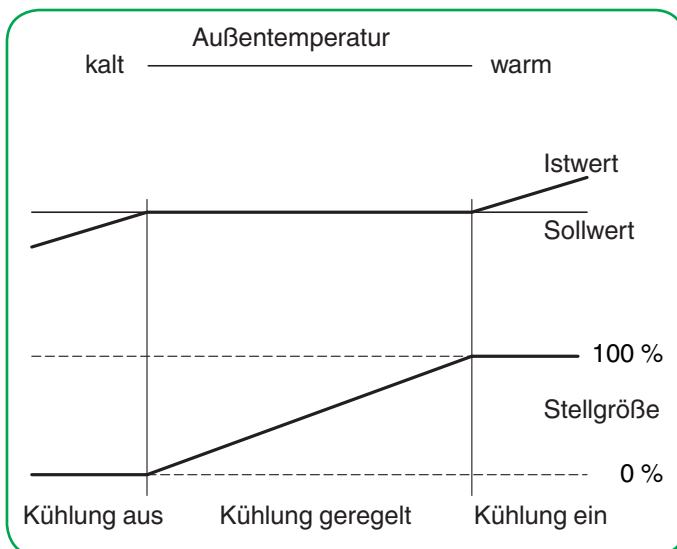 Außentemperatur
kalt warm
Istwert
Sollwert
100 %
Stellgröße
0 %
Kühlung aus Kühlung geregelt Kühlung ein